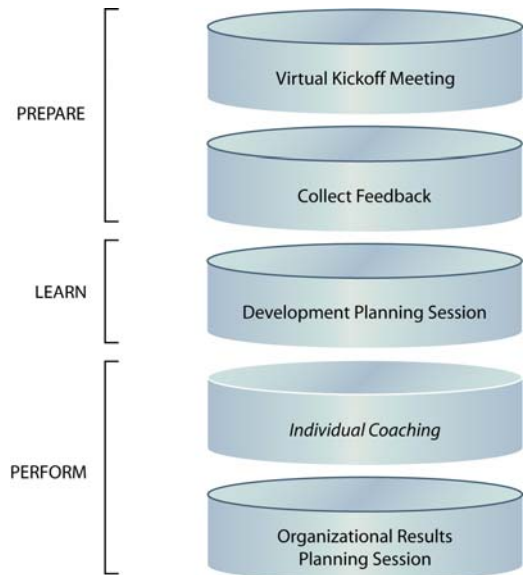 PREPARE
Virtual Kickoff Meeting
Collect Feedback
LEARN
Development Planning Session
PERFORM
Individual Coaching
Organizational Results
Planning Session